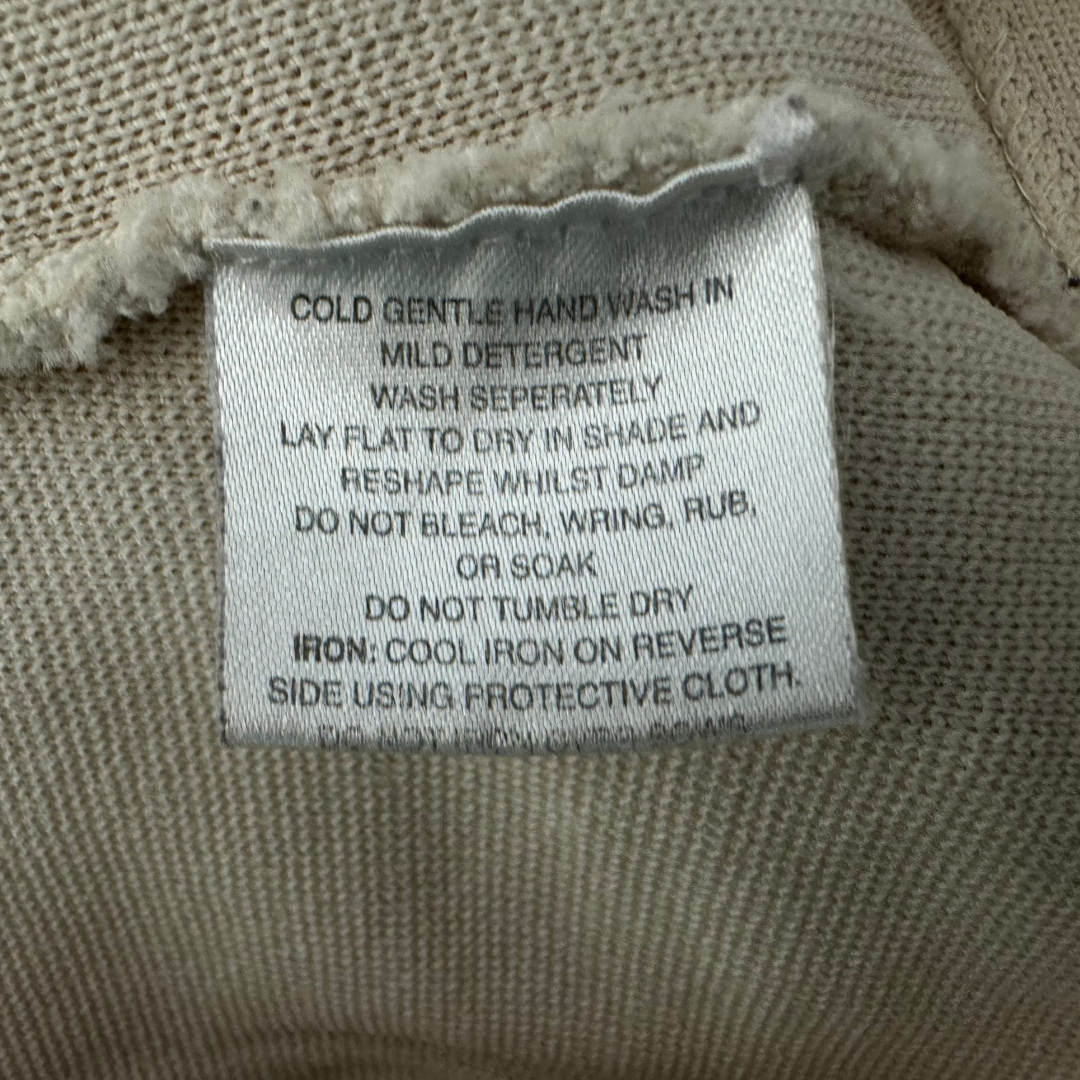 COLD GENTLE HAND WASH IN
MILD DETERGENT
WASH SEPERATELY
LAY FLAT TO DRY IN SHADE AND
RESHAPE WHILST DAMP
DO NOT BLEACH, WRING, RUB,
OR SOAK
DO NOT TUMBLE DRY
IRON: COOL IRON ON REVERSE
SIDE USING PROTECTIVE CLOTH.